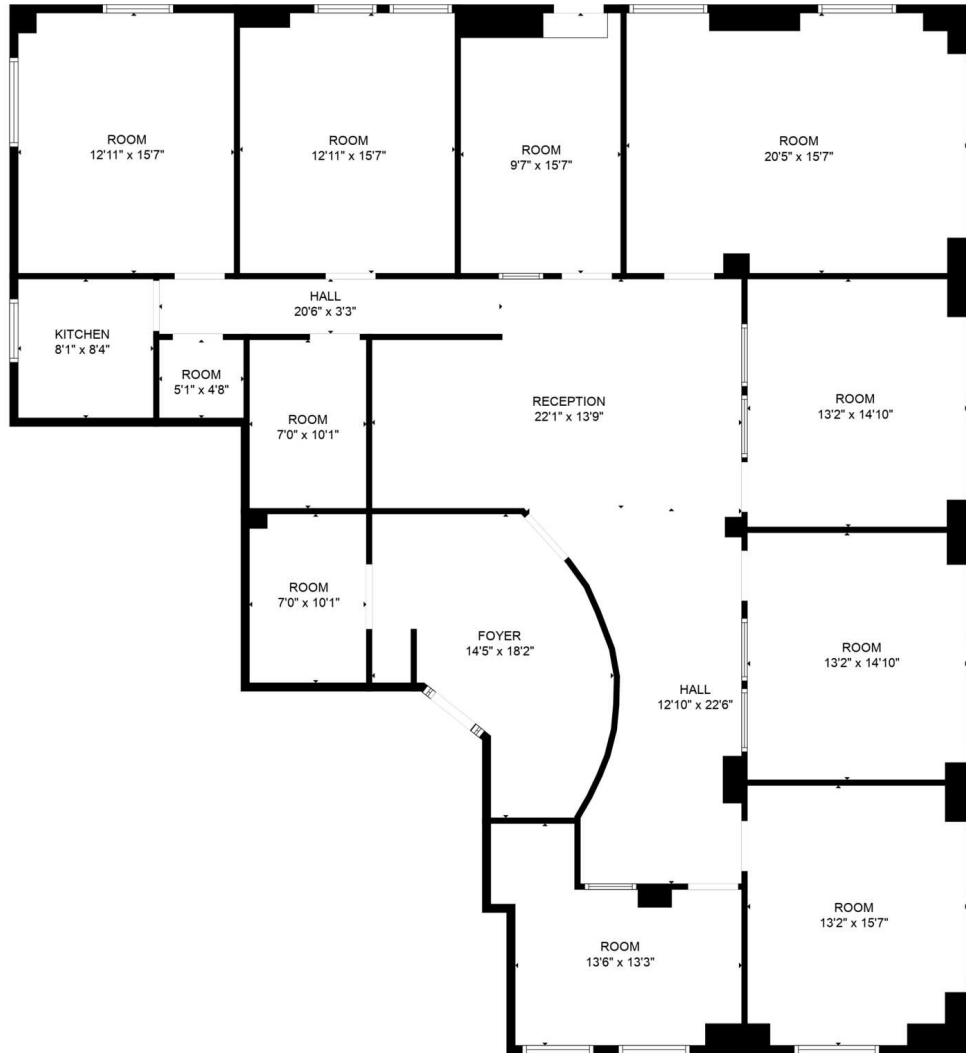 ROOM
12'11" x 15'7"
ROOM
12'11" x 15'7"
ROOM
9'7" x 15'7"
ROOM
20'5" x 15'7"
HALL
20'6" x 3'3"
KITCHEN
8'1" x 8'4"
ROOM
5'1" x 4'8"
ROOM
7'0" x 10'1"
RECEPTION
22'1" x 13'9"
ROOM
13'2" x 14'10"
ROOM
7'0" x 10'1"
FOYER
14'5" x 18'2"
HALL
12'10" x 22'6"
ROOM
13'2" x 14'10"
ROOM
13'2" x 15'7"
ROOM
13'6" x 13'3"